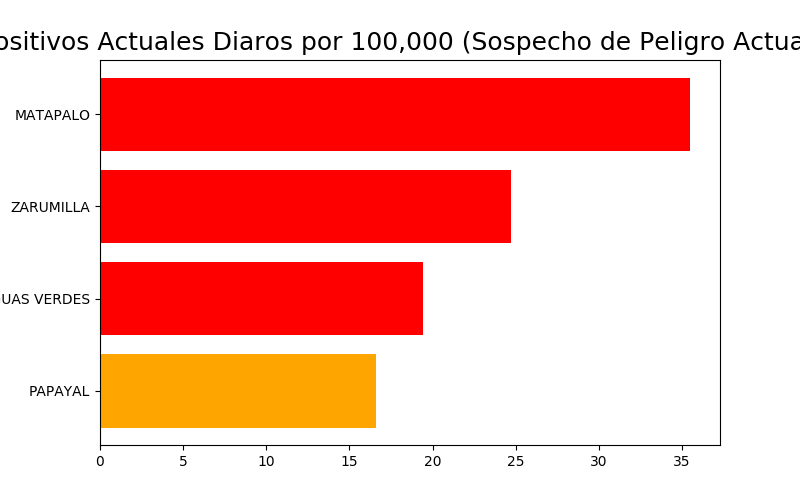 ositivos Actuales Diaros por 100,000 (Sospecho de Peligro Actua
MATAPALO
ZARUMILLA
UAS VERDES
PAPAYAL
0 5 10 15 20 25 30 35